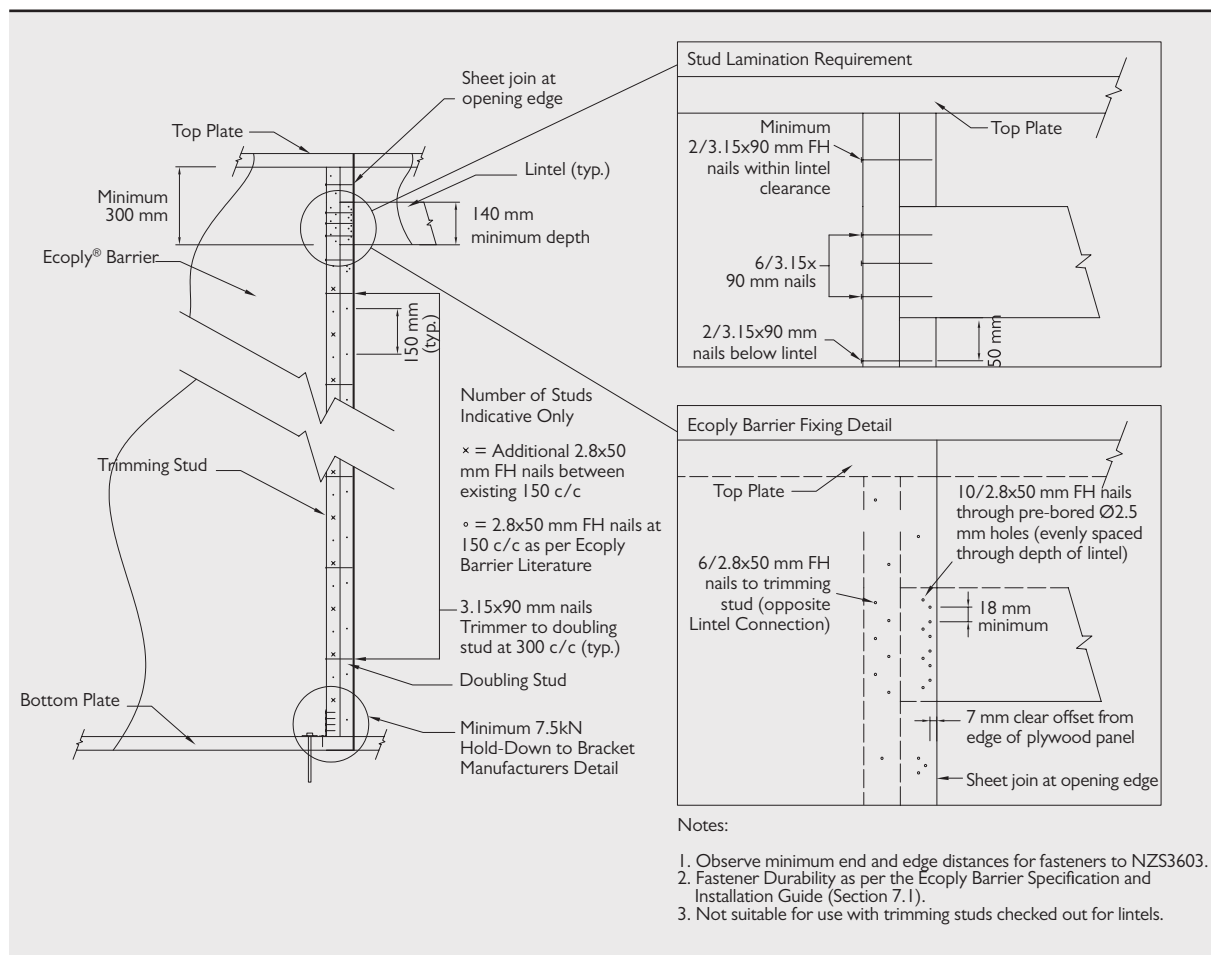 Sheet join at
opening edge
Top Plate
Lintel (typ.)
Minimum
300 mm
140 mm
minimum depth
Ecoply® Barrier
150 mm
(typ.)
Number of Studs
Indicative Only
× = Additional 2.8x50
mm FH nails between
existing 150 c/c
Trimming Stud
∘ = 2.8x50 mm FH nails at
150 c/c as per Ecoply
Barrier Literature
3.15x90 mm nails
Trimmer to doubling
stud at 300 c/c (typ.)
Doubling Stud
Bottom Plate
Minimum 7.5kN
Hold-Down to Bracket
Manufacturers Detail
Stud Lamination Requirement
Minimum
2/3.15x90 mm FH
nails within lintel
clearance
Top Plate
6/3.15x
90 mm nails
2/3.15x90 mm
nails below lintel
50 mm
Ecoply Barrier Fixing Detail
Top Plate
10/2.8x50 mm FH nails
through pre-bored Ø2.5
mm holes (evenly spaced
through depth of lintel)
6/2.8x50 mm FH
nails to trimming
stud (opposite
Lintel Connection)
18 mm
minimum
7 mm clear offset from
edge of plywood panel
Sheet join at opening edge
Notes:
1. Observe minimum end and edge distances for fasteners to NZS3603.
2. Fastener Durability as per the Ecoply Barrier Specification and
Installation Guide (Section 7.1).
3. Not suitable for use with trimming studs checked out for lintels.